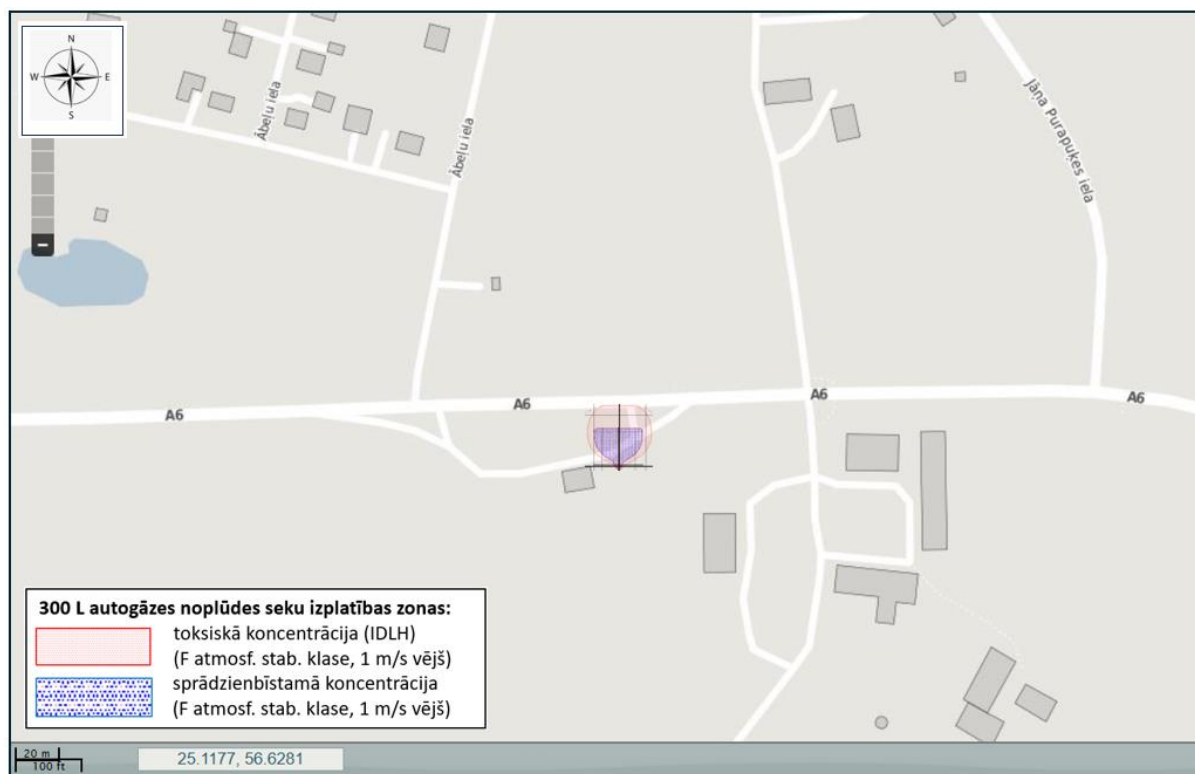 N
W E
S
Ābeļu iela
Ābeļu iela
Jāņa Purapuķes iela
A6
A6
A6
A6
300 L autogāzes noplūdes seku izplatības zonas:
toksiskā koncentrācija (IDLH)
(F atmosf. stab. klase, 1 m/s vējš)
sprādzienbīstamā koncentrācija
(F atmosf. stab. klase, 1 m/s vējš)
20 m
100 ft
25.1177, 56.6281